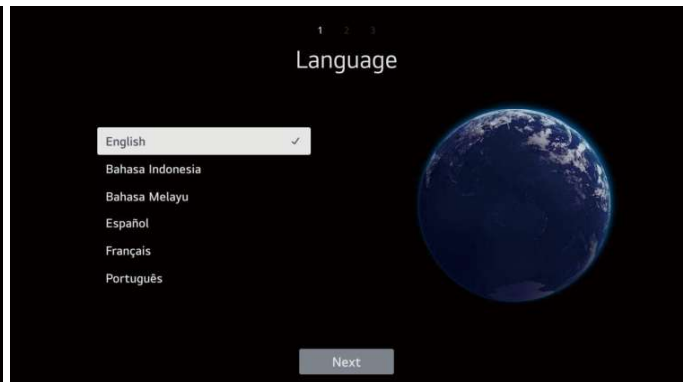 1 2 3
Language
English
Bahasa Indonesia
Bahasa Melayu
Español
Français
Português
Next